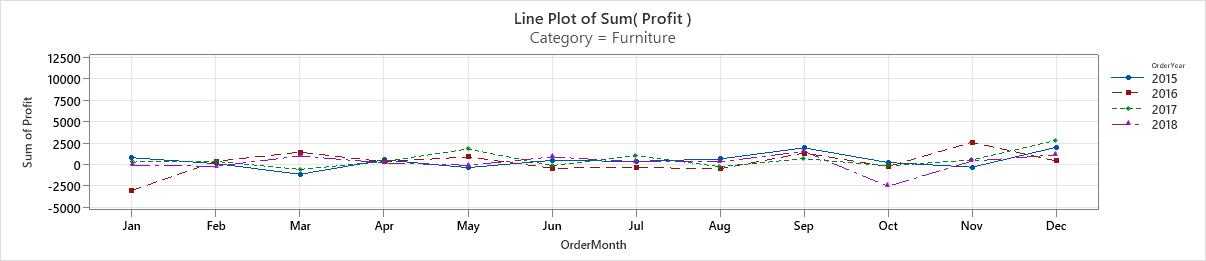 Line Plot of Sum( Profit )
Category = Furniture
Sum of Profit
12500
10000
7500
5000
2500
0
-2500
-5000
Jan Feb Mar Apr May Jun Jul Aug Sep Oct Nov Dec
OrderMonth
OrderYear
2015
2016
2017
2018